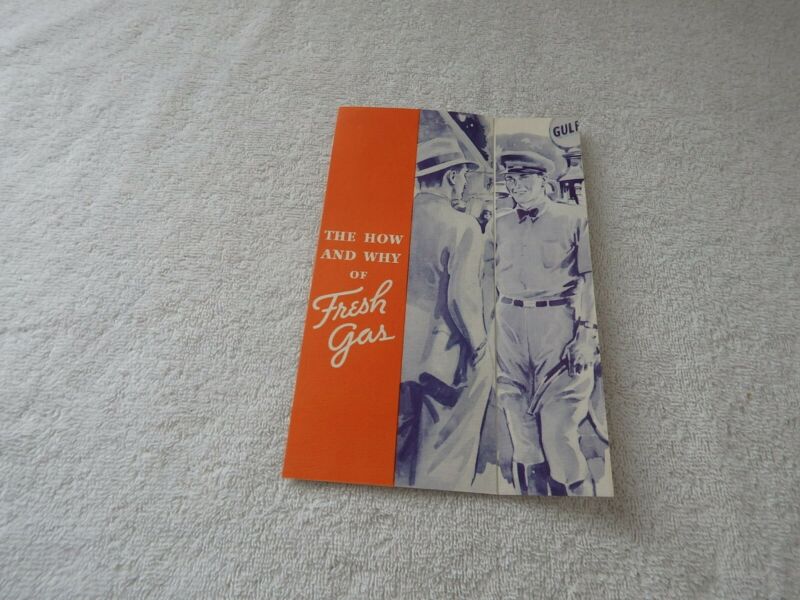 THE HOW
AND WHY
OF
Fresh
Gas
GULF